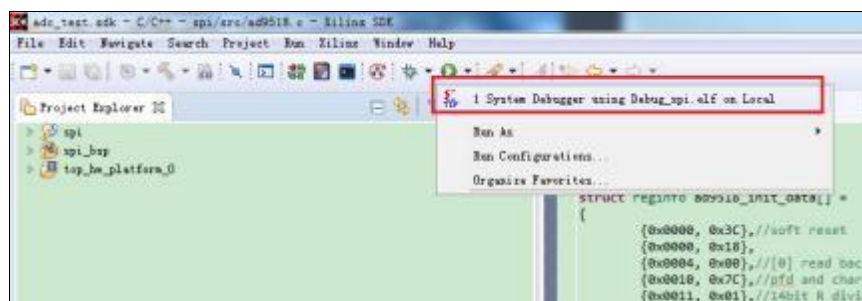 adc_test.sdk - C/C++ - spi/src/ad9518.c - Xilinx SDK
File Edit Navigate Search Project Run Xilinx Window Help
Project Explorer
1 System Debugger using Debug_spi.elf on Local
spi
spi_bsp
top_hw_platform_0
Run As
Run Configurations...
Organize Favorites...
struct reginfo ad9518_init_data[] =
{
{0x0000, 0x3C},//soft reset
{0x0000, 0x18},
{0x0004, 0x00},//[0] read bac
{0x0010, 0x7C},//pfd and char
{0x0011, 0x01},//14bit R divi